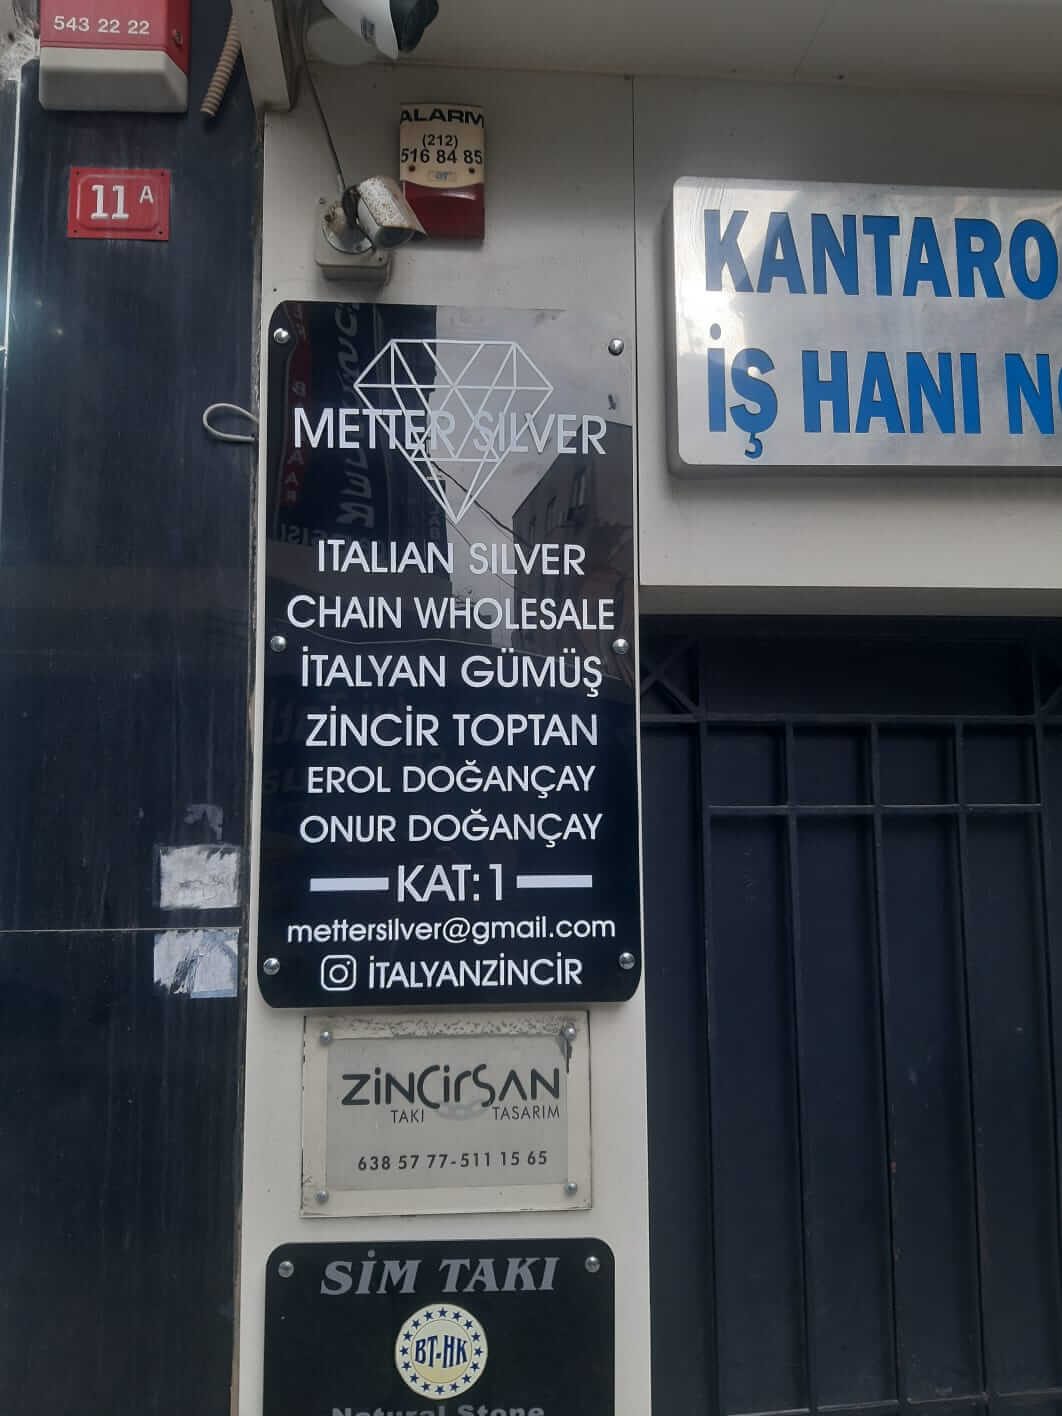 543 22 22
ALARM
(212)
516 84 85
11 A
KANTARO
İŞ HANI N
METTER SILVER
ITALIAN SILVER
CHAIN WHOLESALE
İTALYAN GÜMÜŞ
ZİNCİR TOPTAN
EROL DOĞANÇAY
ONUR DOĞANÇAY
KAT:1
mettersilver@gmail.com
İTALYANZİNCİR
ZİNCİRSAN
TAKI TASARIM
638 57 77-511 15 65
SİM TAKI
BT-HK
Natural Stone